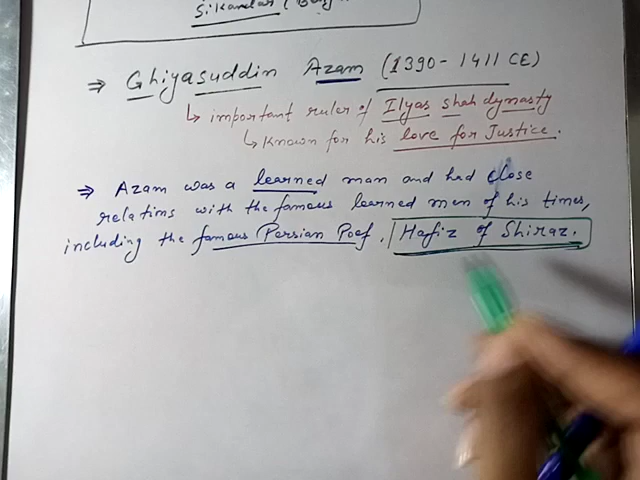 Sikandar (
⇒ Ghiyasuddin Azam (1390 - 1411 CE)
↳ important ruler of Ilyas shah dynasty
↳ Known for his love for Justice.
⇒ Azam was a learned man and had close
relations with the famous learned men of his times,
including the famous Persian Poet, Hafiz of Shiraz.